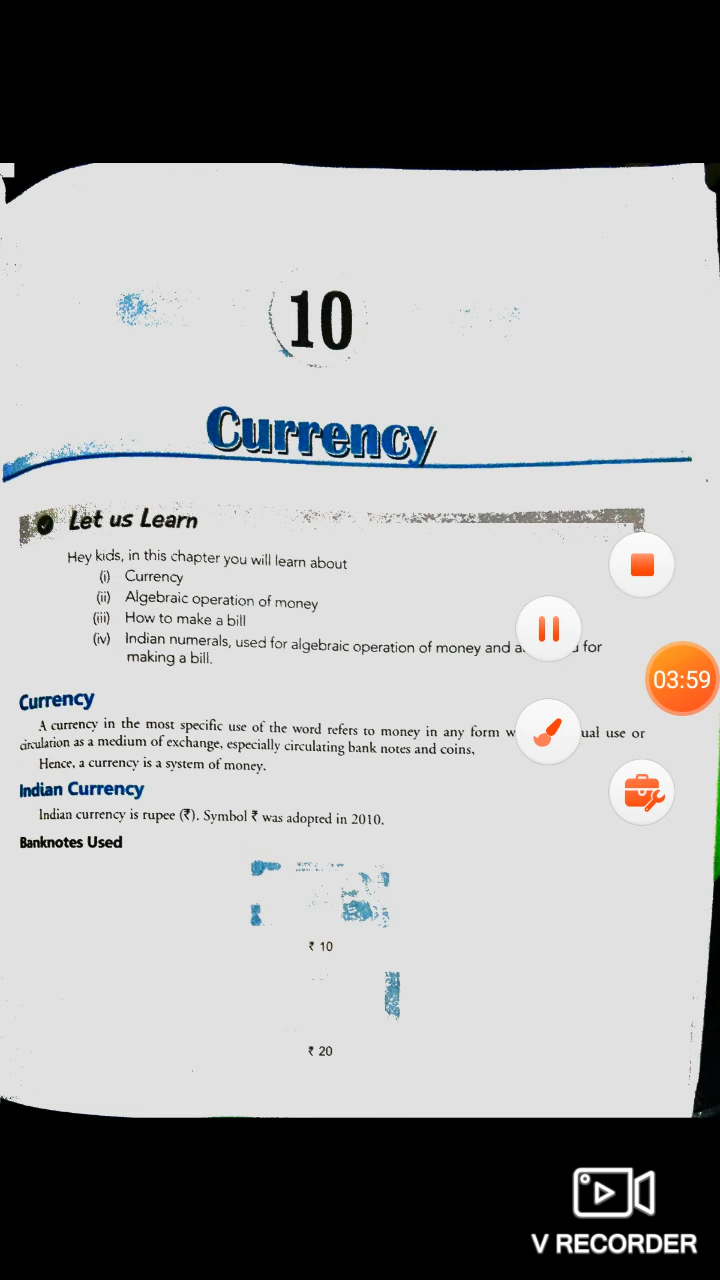 10
Currency
Let us Learn
Hey kids, in this chapter you will learn about
(i) Currency
(ii) Algebraic operation of money
(iii) How to make a bill
(iv) Indian numerals, used for algebraic operation of money and for
making a bill.
03:59
Currency
A currency in the most specific use of the word refers to money in any form use or
circulation as a medium of exchange, especially circulating bank notes and coins.
Hence, a currency is a system of money.
Indian Currency
Indian currency is rupee (₹). Symbol ₹ was adopted in 2010.
Banknotes Used
₹ 10
₹ 20
V RECORDER